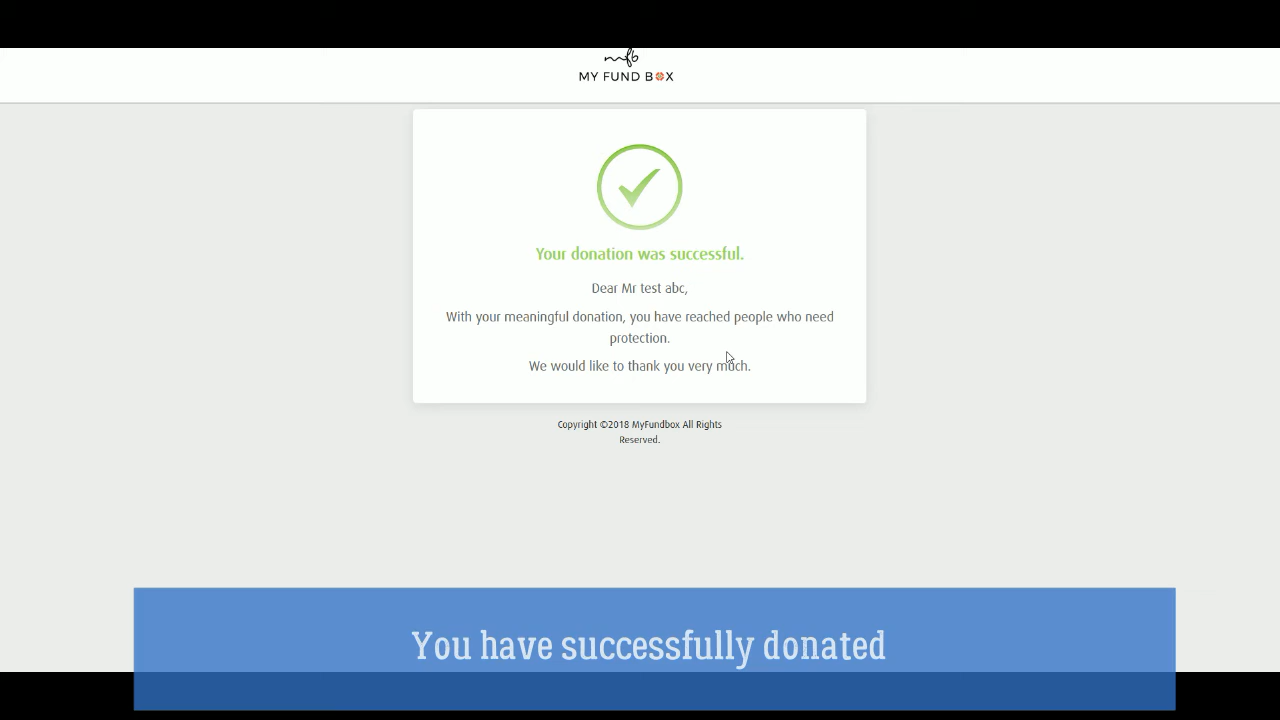 mfb
MY FUND BOX
Your donation was successful.
Dear Mr test abc,
With your meaningful donation, you have reached people who need
protection.
We would like to thank you very much.
Copyright ©2018 MyFundbox All Rights
Reserved.
You have successfully donated